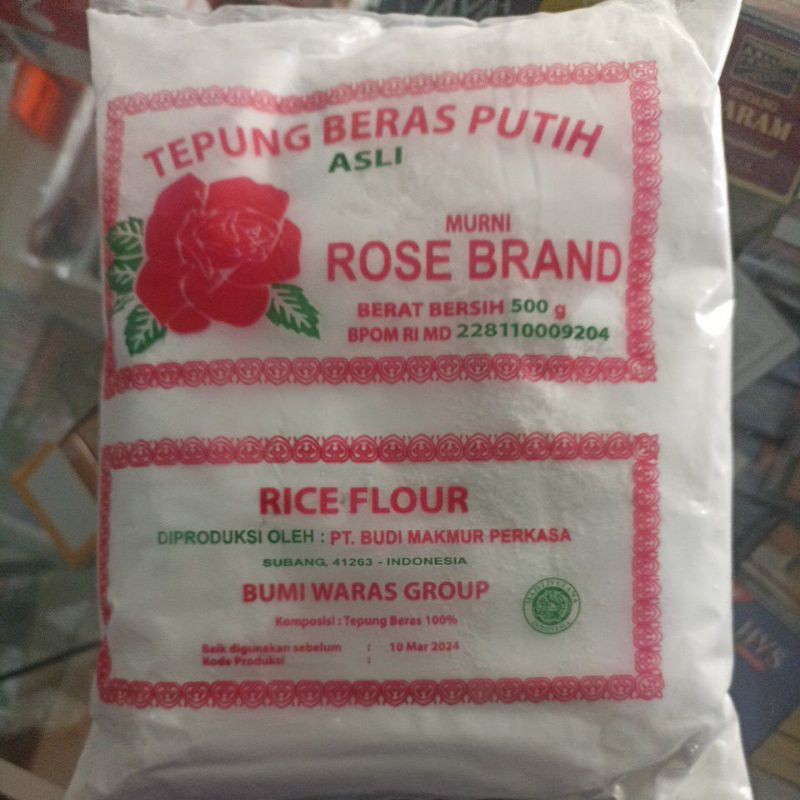 TEPUNG BERAS PUTIH
ASLI
MURNI
ROSE BRAND
BERAT BERSIH 500 g
BPOM RI MD 228110009204
RICE FLOUR
DIPRODUKSI OLEH : PT. BUDI MAKMUR PERKASA
SUBANG, 41263 - INDONESIA
BUMI WARAS GROUP
Komposisi : Tepung Beras 100%
Baik digunakan sebelum : 10 Mar 2024
Kode Produksi :
ARAM